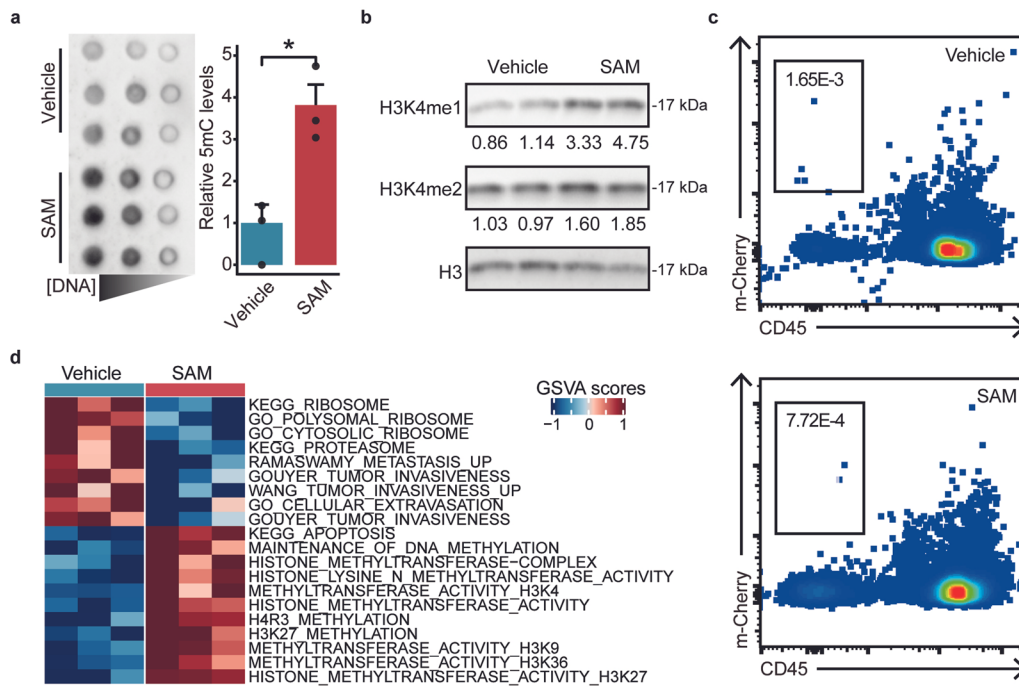 a
Vehicle
SAM
[DNA]
Relative 5mC levels
5
4
3
2
1
0
*
Vehicle
SAM
b
Vehicle SAM
H3K4me1
-17 kDa
0.86 1.14 3.33 4.75
H3K4me2
-17 kDa
1.03 0.97 1.60 1.85
H3
-17 kDa
c
Vehicle
1.65E-3
m-Cherry
CD45
SAM
7.72E-4
m-Cherry
CD45
d
Vehicle SAM
GSVA scores
−1 0 1
KEGG_RIBOSOME
GO_POLYSOMAL_RIBOSOME
GO_CYTOSOLIC_RIBOSOME
KEGG_PROTEASOME
RAMASWAMY_METASTASIS_UP
GOUYER_TUMOR_INVASIVENESS
WANG_TUMOR_INVASIVENESS_UP
GO_CELLULAR_EXTRAVASATION
GOUYER_TUMOR_INVASIVENESS
KEGG_APOPTOSIS
MAINTENANCE_OF_DNA_METHYLATION
HISTONE_METHYLTRANSFERASE−COMPLEX
HISTONE_LYSINE_N_METHYLTRANSFERASE_ACTIVITY
METHYLTRANSFERASE_ACTIVITY_H3K4
HISTONE_METHYLTRANSFERASE_ACTIVITY
H4R3_METHYLATION
H3K27_METHYLATION
METHYLTRANSFERASE_ACTIVITY_H3K9
METHYLTRANSFERASE_ACTIVITY_H3K36
HISTONE_METHYLTRANSFERASE_ACTIVITY_H3K27